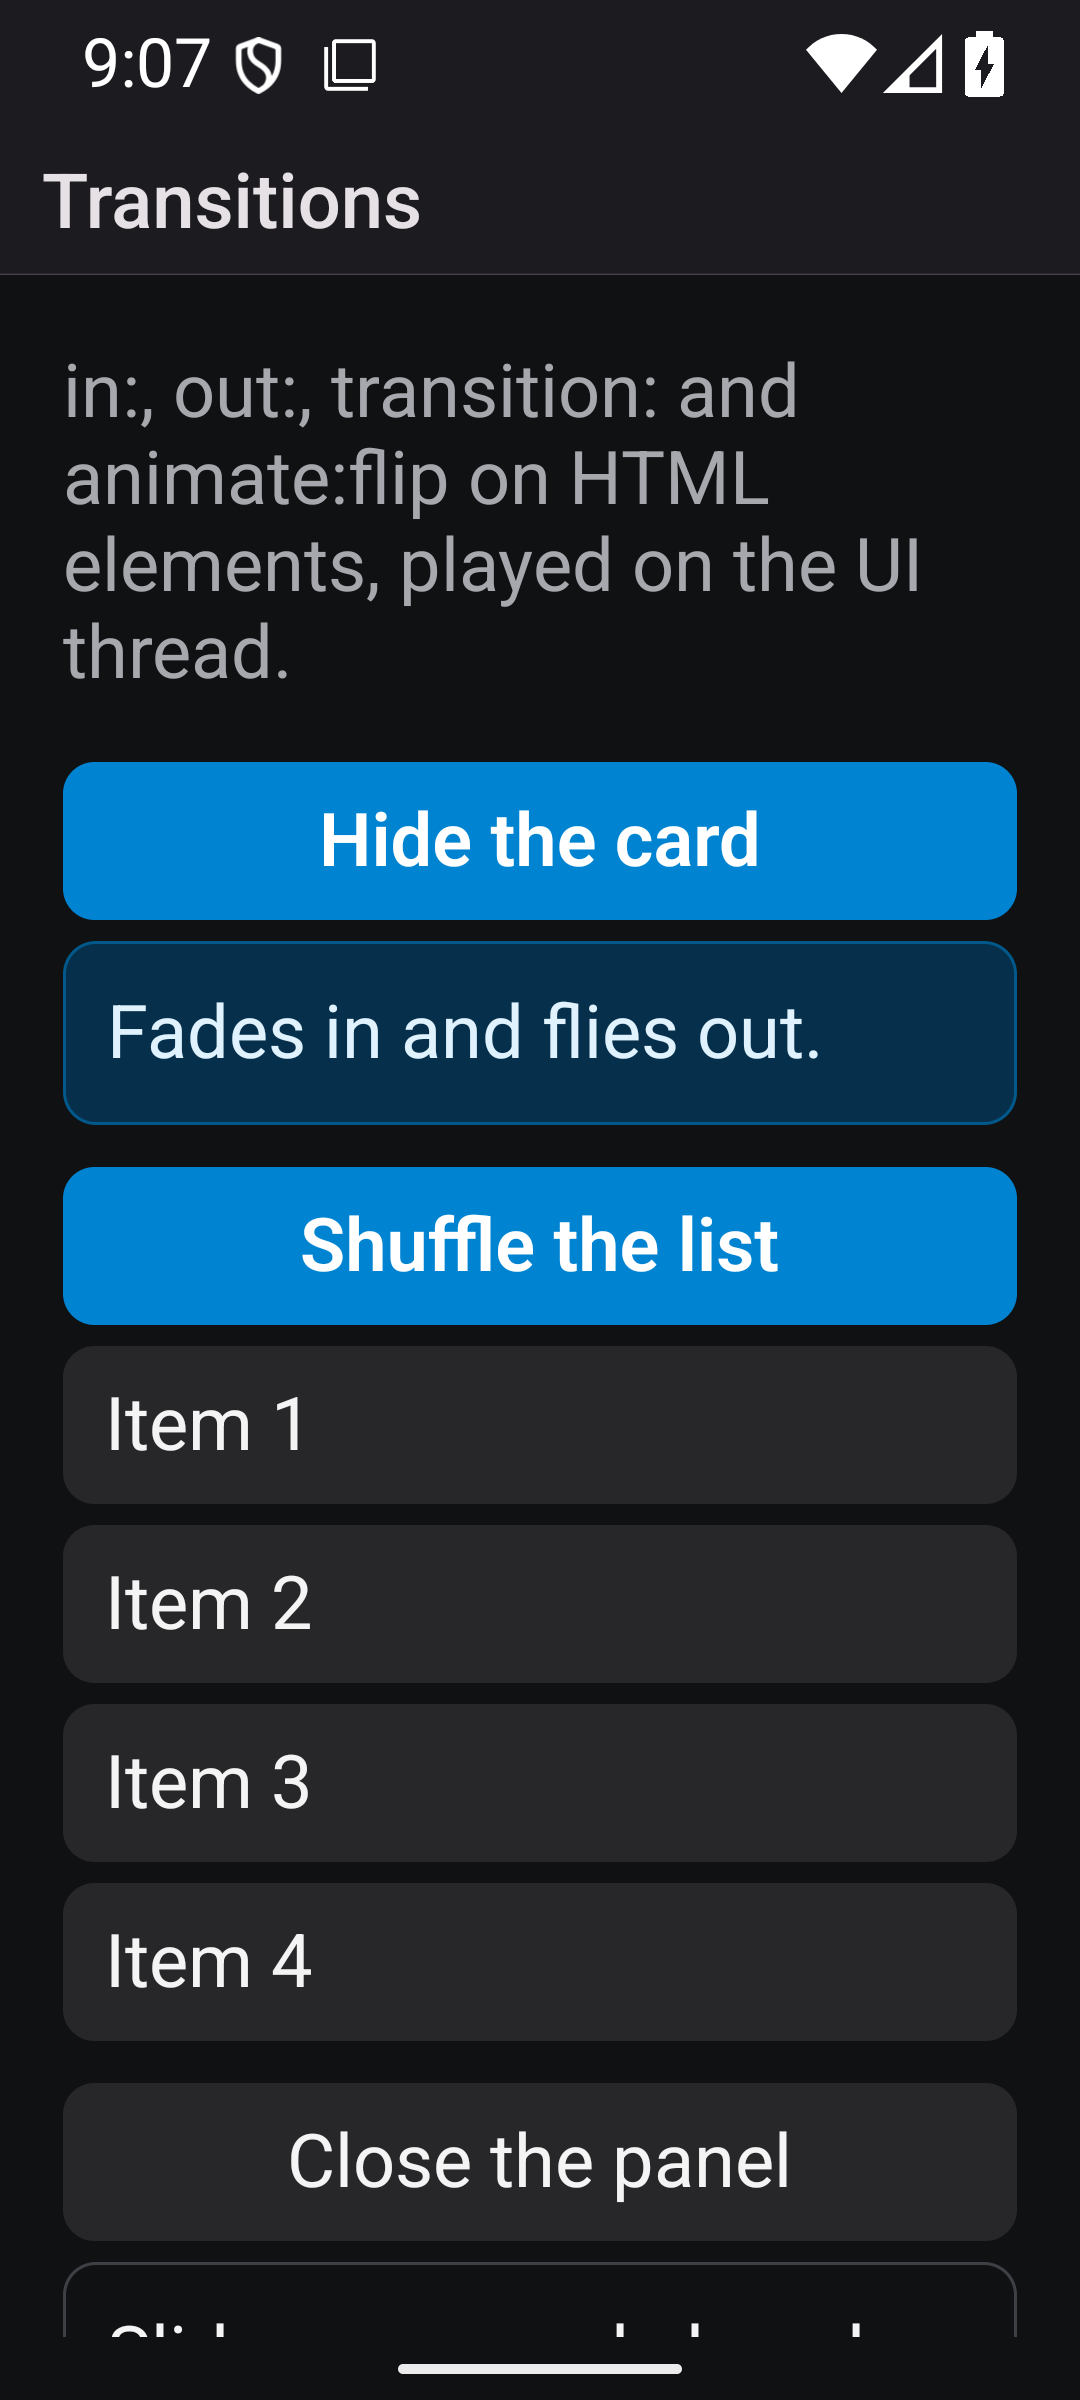 9:07
Transitions
in:, out:, transition: and
animate:flip on HTML
elements, played on the UI
thread.
Hide the card
Fades in and flies out.
Shuffle the list
Item 1
Item 2
Item 3
Item 4
Close the panel